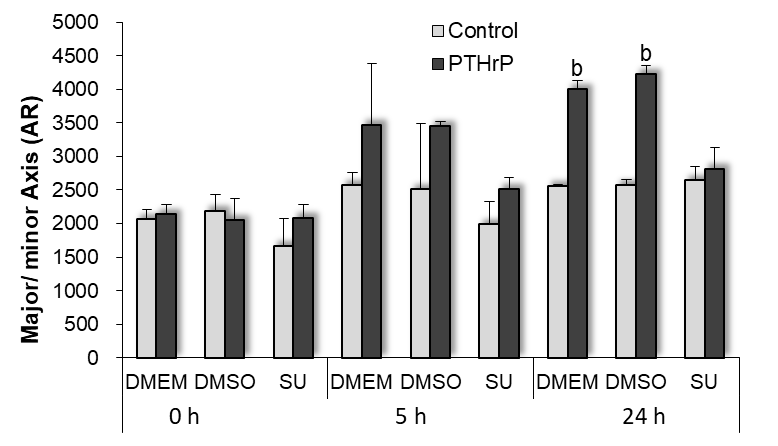 Major/ minor Axis (AR)
5000
4500
4000
3500
3000
2500
2000
1500
1000
500
0
Control
PTHrP
b
b
DMEM DMSO SU DMEM DMSO SU DMEM DMSO SU
0 h 5 h 24 h